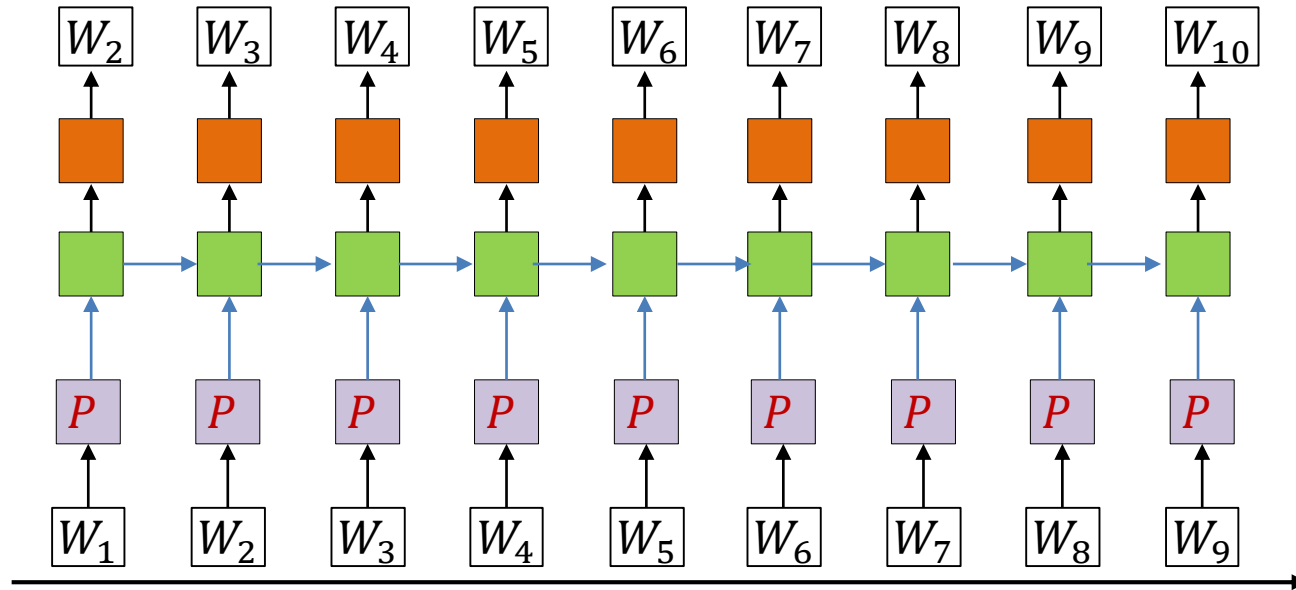 W₂ W₃ W₄ W₅ W₆ W₇ W₈ W₉ W₁₀
P P P P P P P P P
W₁ W₂ W₃ W₄ W₅ W₆ W₇ W₈ W₉